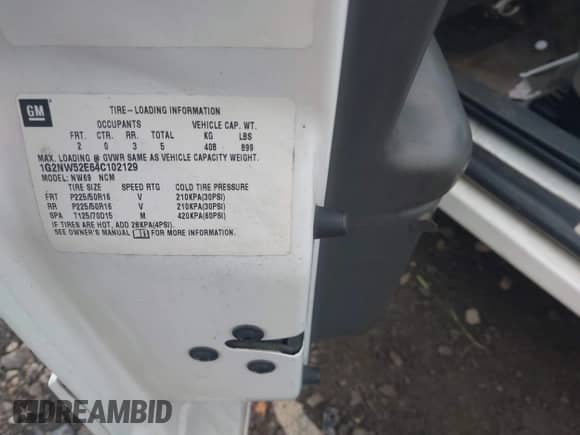 GM
TIRE-LOADING INFORMATION
OCCUPANTS VEHICLE CAP. WT.
FRT. CTR. RR. TOTAL KG LBS
2 0 3 5 408 899
MAX. LOADING @ GVWR SAME AS VEHICLE CAPACITY WEIGHT.
1G2NW52E64C102129
MODEL: NW69 NCM
TIRE SIZE SPEED RTG COLD TIRE PRESSURE
FRT P225/50R16 V 210KPA(30PSI)
RR P225/50R16 V 210KPA(30PSI)
SPA T125/70D15 M 420KPA(60PSI)
IF TIRES ARE HOT, ADD 28KPA(4PSI).
SEE OWNER'S MANUAL FOR ADDITIONAL INFORMATION.
DREAMBID